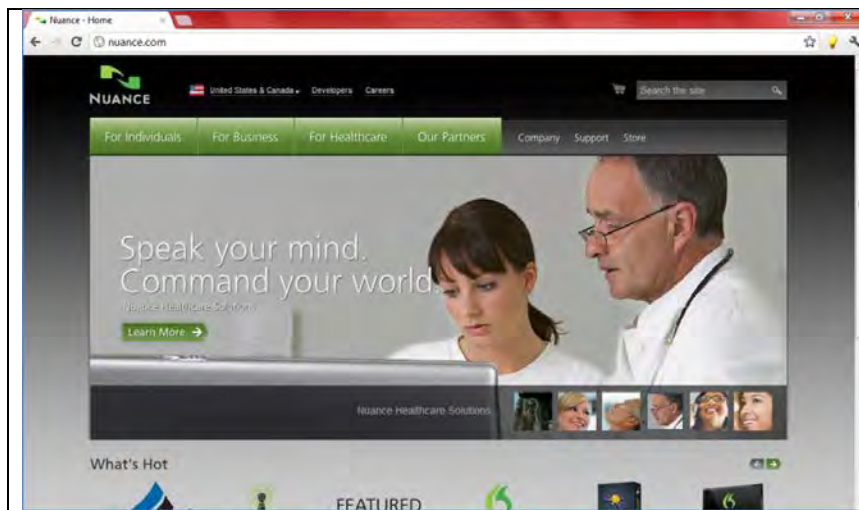 Nuance - Home
nuance.com
NUANCE
United States & Canada
Developers
Careers
Search the site
For Individuals
For Business
For Healthcare
Our Partners
Company
Support
Store
Speak your mind.
Command your world.
Nuance Healthcare Solutions
Learn More
Nuance Healthcare Solutions
What's Hot
FEATURED